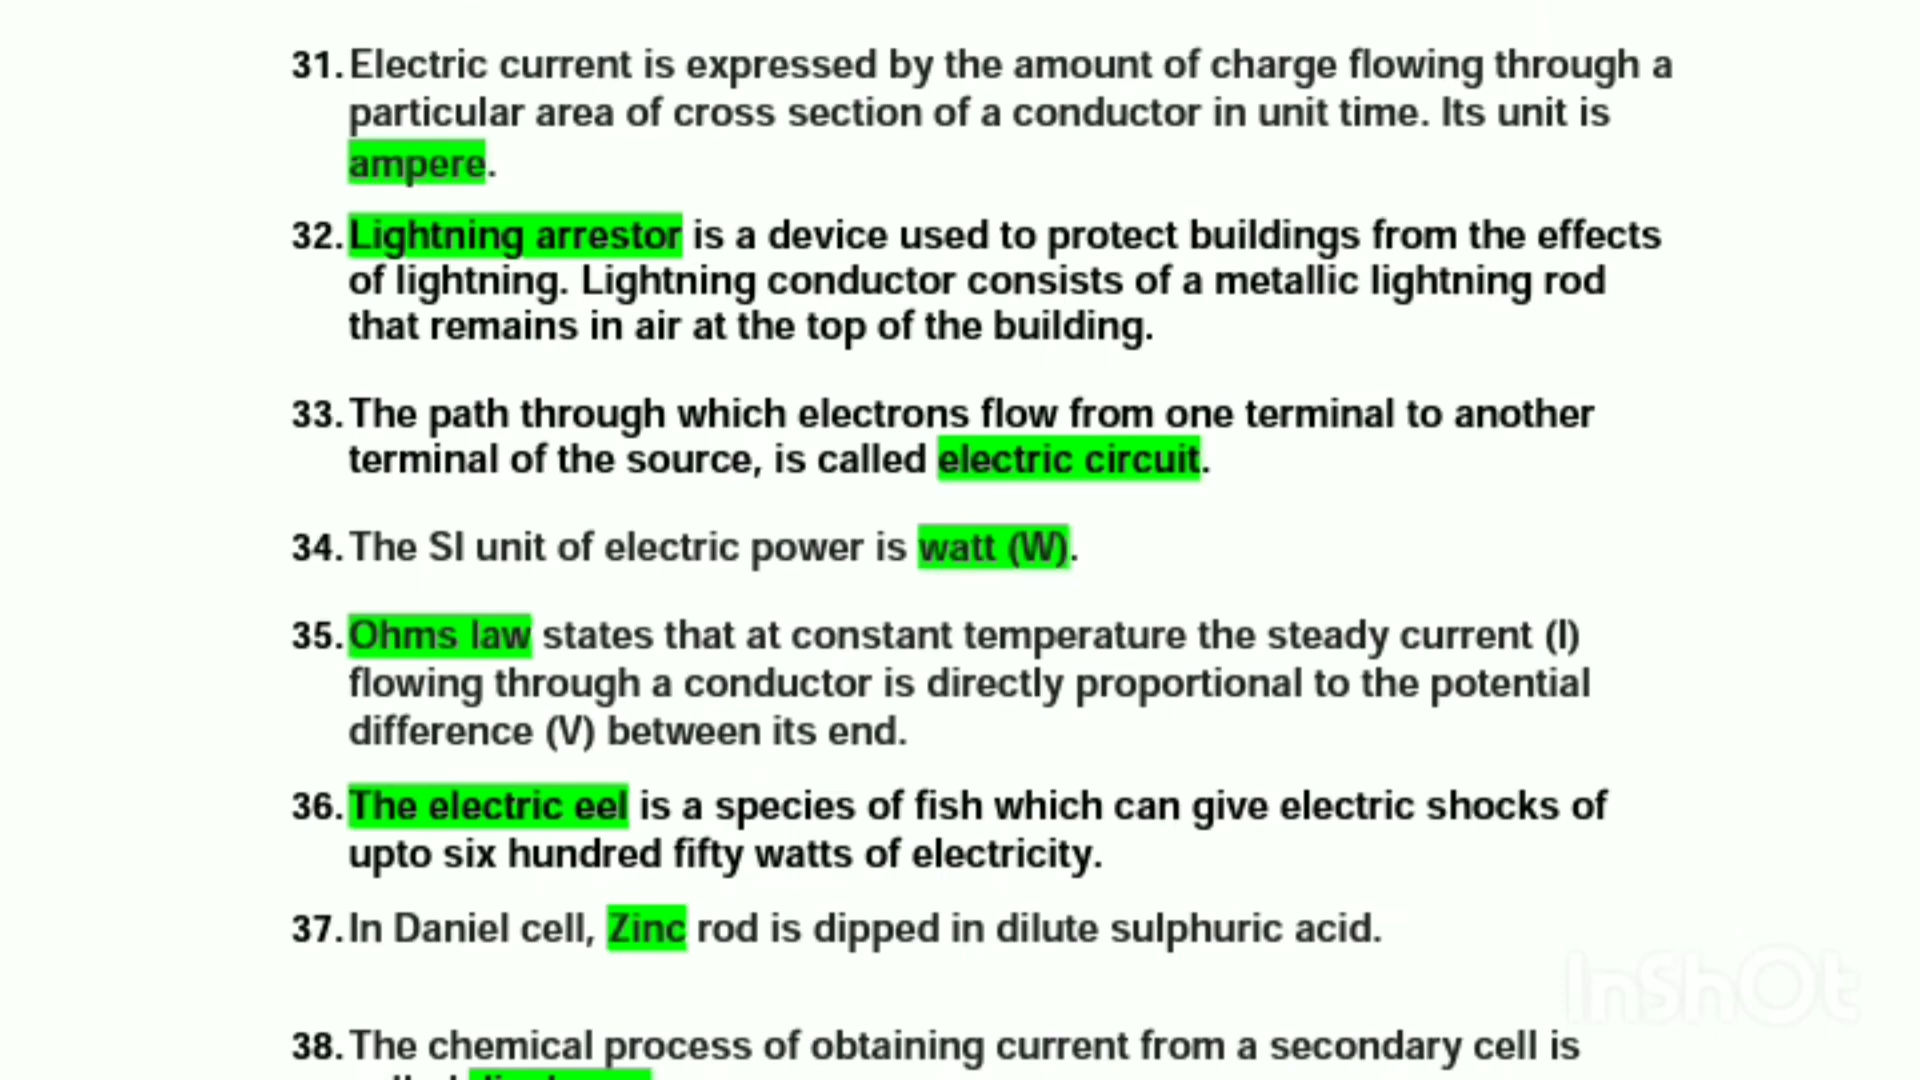 31. Electric current is expressed by the amount of charge flowing through a
particular area of cross section of a conductor in unit time. Its unit is
ampere.
32. Lightning arrestor is a device used to protect buildings from the effects
of lightning. Lightning conductor consists of a metallic lightning rod
that remains in air at the top of the building.
33. The path through which electrons flow from one terminal to another
terminal of the source, is called electric circuit.
34. The SI unit of electric power is watt (W).
35. Ohms law states that at constant temperature the steady current (I)
flowing through a conductor is directly proportional to the potential
difference (V) between its end.
36. The electric eel is a species of fish which can give electric shocks of
upto six hundred fifty watts of electricity.
37. In Daniel cell, Zinc rod is dipped in dilute sulphuric acid.
InShOt
38. The chemical process of obtaining current from a secondary cell is